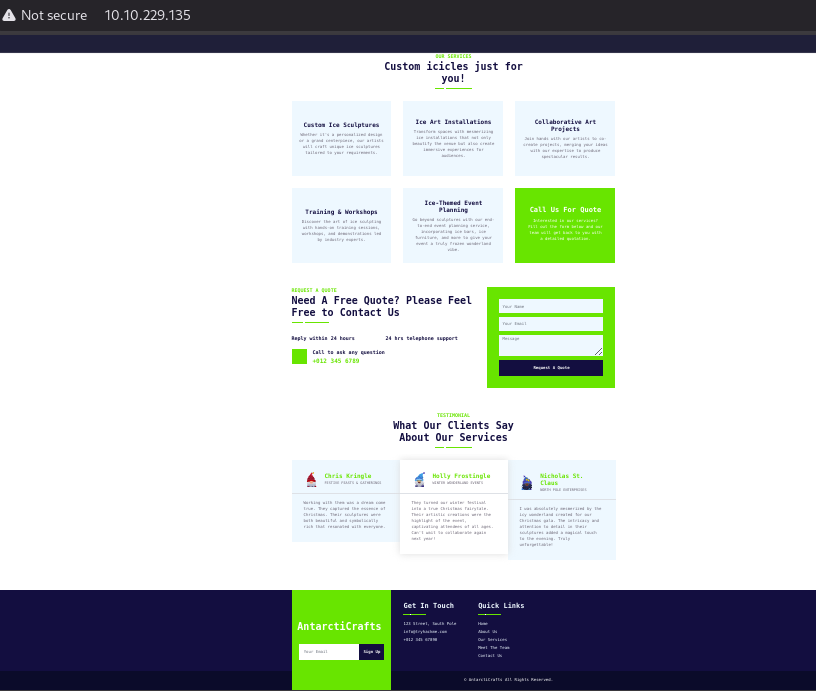 Not secure 10.10.229.135
OUR SERVICES
Custom icicles just for
you!
Custom Ice Sculptures
Whether it's a personalized design
or a grand centerpiece, our artists
will craft unique ice sculptures
tailored to your requirements.
Ice Art Installations
Transform spaces with mesmerizing
ice installations that not only
beautify the venue but also create
immersive experiences for
audiences.
Collaborative Art
Projects
Join hands with our artists to co-
create projects, merging your ideas
with our expertise to produce
spectacular results.
Training & Workshops
Discover the art of ice sculpting
with hands-on training sessions,
workshops, and demonstrations led
by industry experts.
Ice-Themed Event
Planning
Go beyond sculptures with our end-
to-end event planning service,
incorporating ice bars, ice
furniture, and more to give your
event a truly frozen wonderland
vibe.
Call Us For Quote
Interested in our services?
Fill out the form below and our
team will get back to you with
a detailed quotation.
REQUEST A QUOTE
Need A Free Quote? Please Feel
Free to Contact Us
Reply within 24 hours
24 hrs telephone support
Call to ask any question
+012 345 6789
Your Name
Your Email
Message
Request A Quote
TESTIMONIAL
What Our Clients Say
About Our Services
Chris Kringle
FESTIVE FEASTS & GATHERINGS
Working with them was a dream come
true. They captured the essence of
Christmas. Their sculptures were
both beautiful and symbolically
rich that resonated with everyone.
Holly Frostingle
WINTER WONDERLAND EVENTS
They turned our winter festival
into a true Christmas fairytale.
Their artistic creations were the
highlight of the event,
captivating attendees of all ages.
Can't wait to collaborate again
next year!
Nicholas St.
Claus
NORTH POLE ENTERPRISES
I was absolutely mesmerized by the
icy wonderland created for our
Christmas gala. The intricacy and
attention to detail in their
sculptures added a magical touch
to the evening. Truly
unforgettable!
AntarctiCrafts
Your Email
Sign Up
Get In Touch
123 Street, South Pole
info@tryhackme.com
+012 345 67890
Quick Links
Home
About Us
Our Services
Meet The Team
Contact Us
© AntarctiCrafts All Rights Reserved.